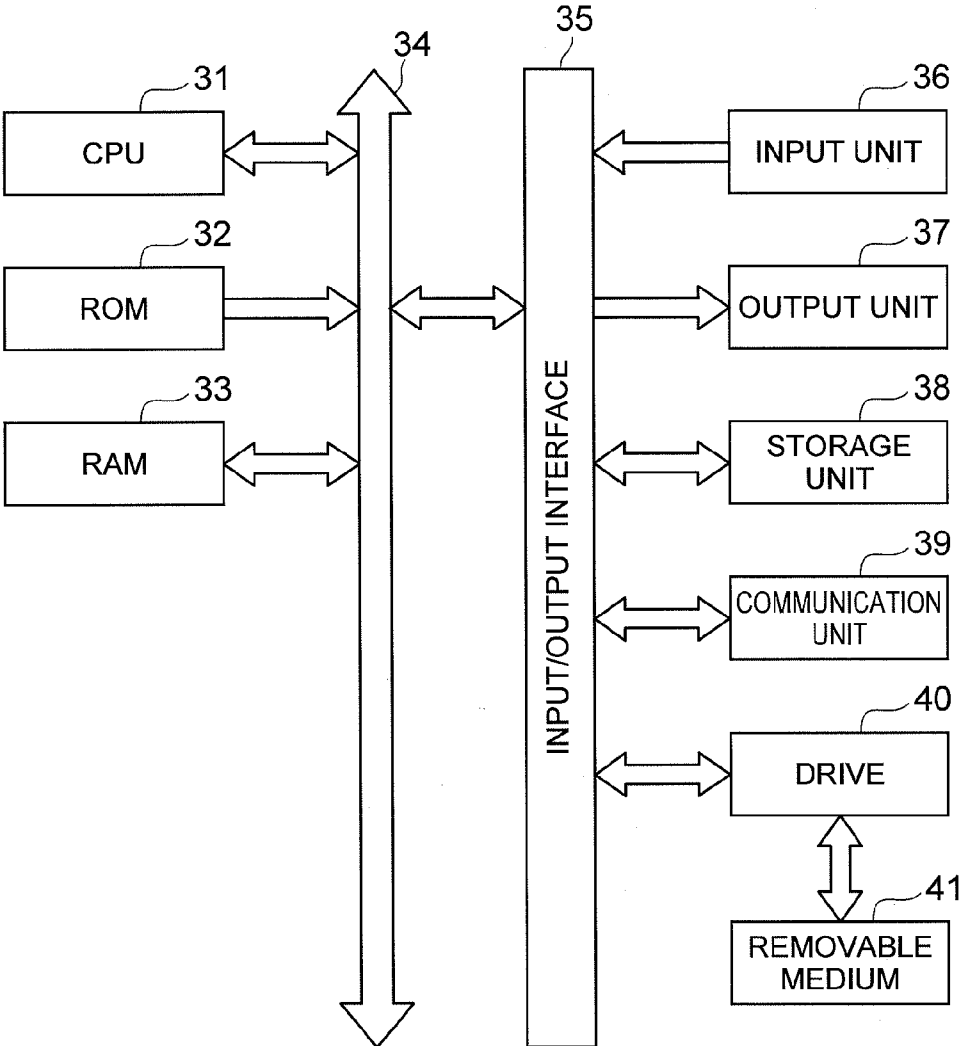 34
35
31
CPU
36
INPUT UNIT
32
ROM
37
OUTPUT UNIT
33
RAM
38
STORAGE
UNIT
INPUT/OUTPUT INTERFACE
39
COMMUNICATION
UNIT
40
DRIVE
41
REMOVABLE
MEDIUM